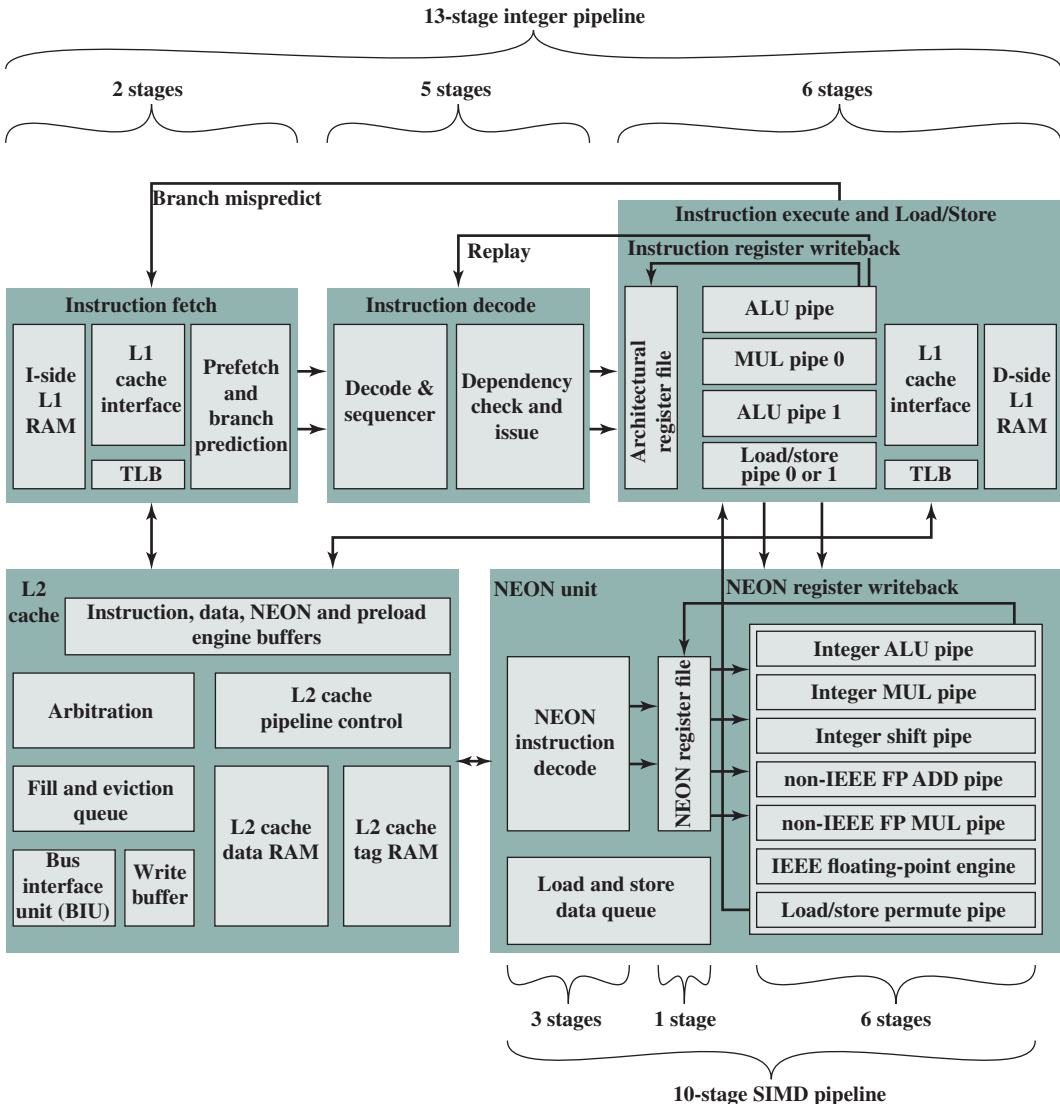 13-stage integer pipeline
2 stages
5 stages
6 stages
Branch mispredict
Replay
Instruction execute and Load/Store
Instruction register writeback
Instruction fetch
I-side
L1
RAM
L1
cache
interface
TLB
Prefetch
and
branch
prediction
Instruction decode
Decode &
sequencer
Dependency
check and
issue
Architectural
register file
ALU pipe
MUL pipe 0
ALU pipe 1
Load/store
pipe 0 or 1
L1
cache
interface
TLB
D-side
L1
RAM
L2
cache
Instruction, data, NEON and preload
engine buffers
Arbitration
L2 cache
pipeline control
Fill and eviction
queue
L2 cache
data RAM
L2 cache
tag RAM
Bus
interface
unit (BIU)
Write
buffer
NEON unit
NEON register writeback
NEON
instruction
decode
NEON register file
Integer ALU pipe
Integer MUL pipe
Integer shift pipe
non-IEEE FP ADD pipe
non-IEEE FP MUL pipe
IEEE floating-point engine
Load/store permute pipe
Load and store
data queue
3 stages
1 stage
6 stages
10-stage SIMD pipeline